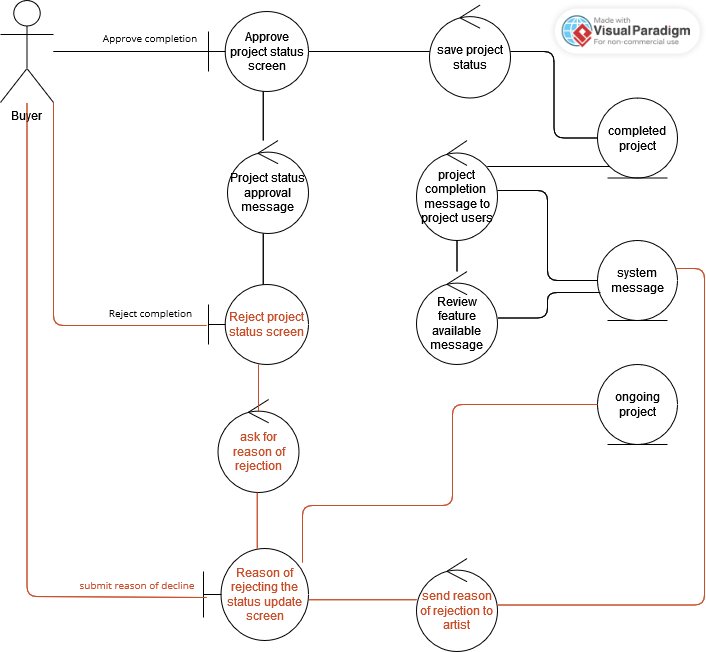 Made with
Visual Paradigm
For non-commercial use
Approve completion
Approve
project status
screen
save project
status
Buyer
completed
project
Project status
approval
message
project
completion
message to
project users
system
message
Reject completion
Reject project
status screen
Review
feature
available
message
ongoing
project
ask for
reason of
rejection
submit reason of decline
Reason of
rejecting the
status update
screen
send reason
of rejection to
artist